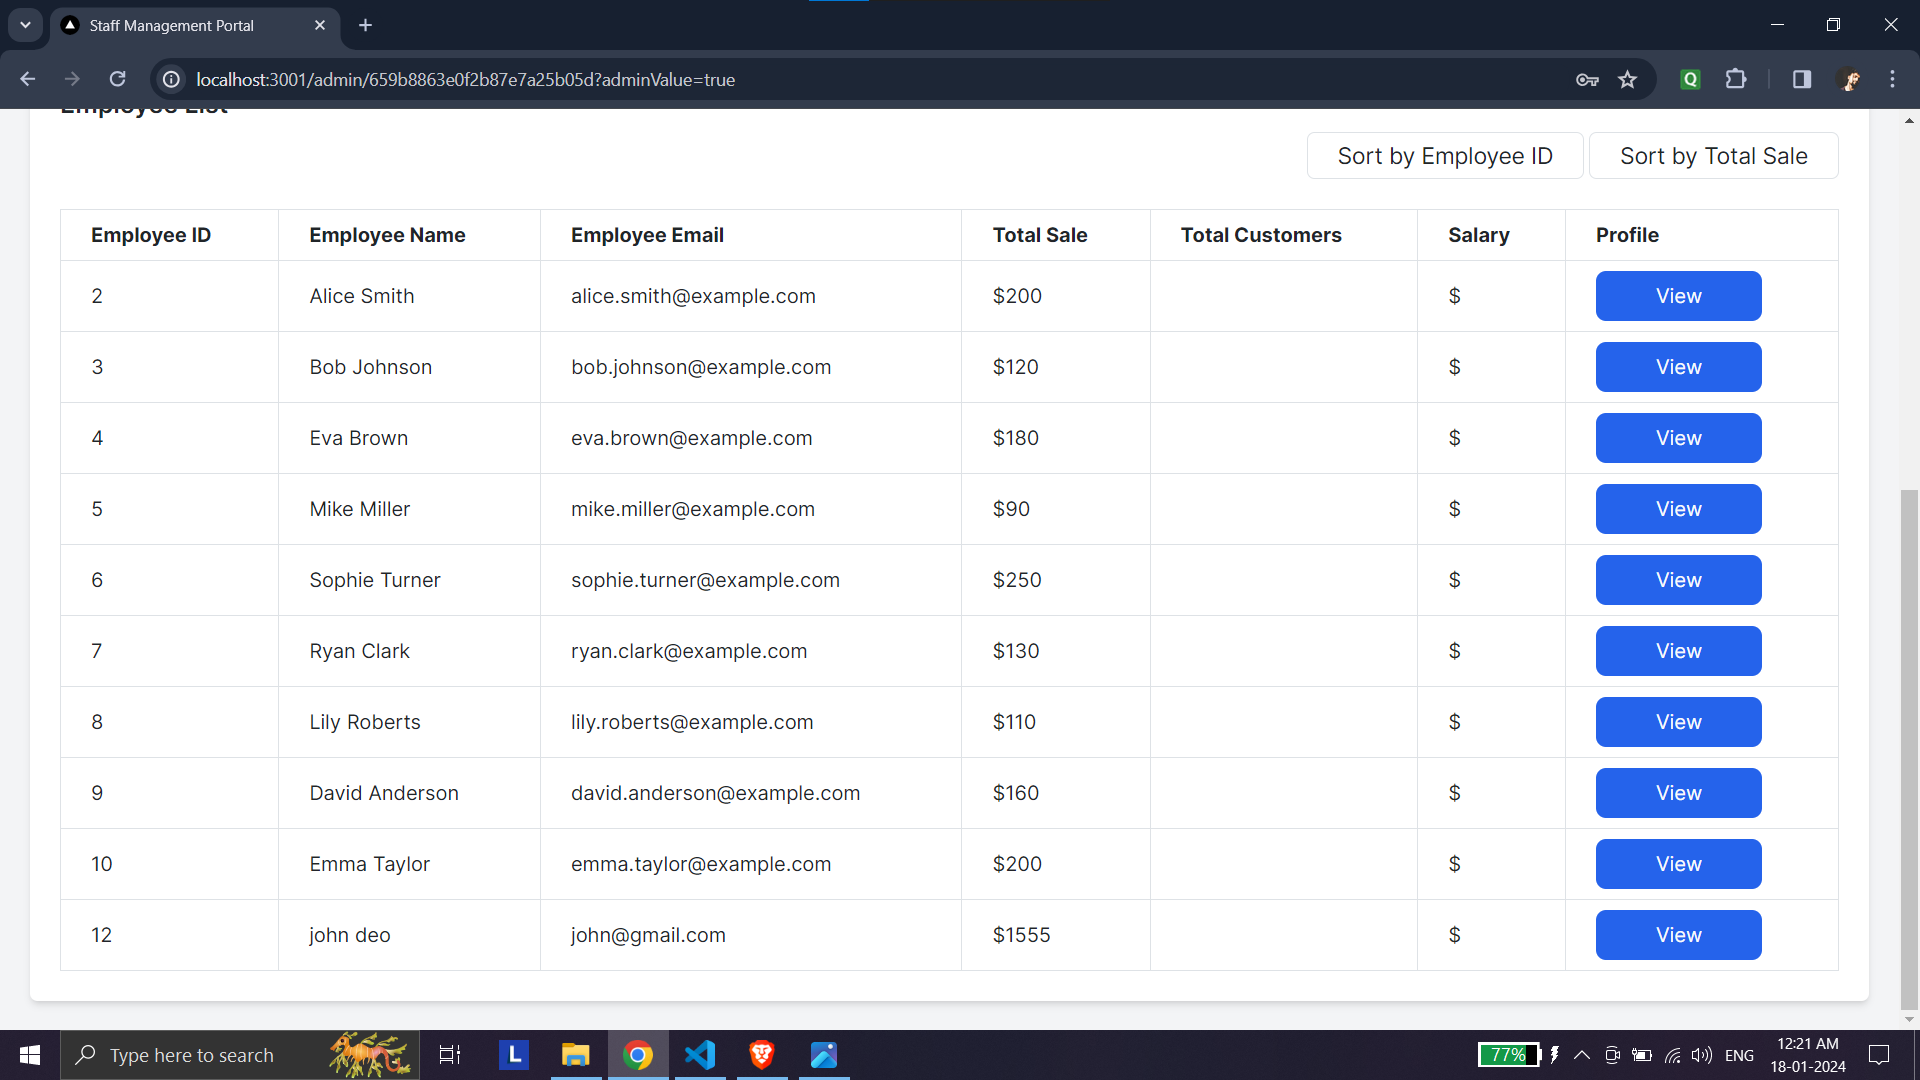 Staff Management Portal
localhost:3001/admin/659b8863e0f2b87e7a25b05d?adminValue=true
Q
Employee List
Sort by Employee ID Sort by Total Sale
Employee ID Employee Name Employee Email Total Sale Total Customers Salary Profile
2 Alice Smith alice.smith@example.com $200 $ View
3 Bob Johnson bob.johnson@example.com $120 $ View
4 Eva Brown eva.brown@example.com $180 $ View
5 Mike Miller mike.miller@example.com $90 $ View
6 Sophie Turner sophie.turner@example.com $250 $ View
7 Ryan Clark ryan.clark@example.com $130 $ View
8 Lily Roberts lily.roberts@example.com $110 $ View
9 David Anderson david.anderson@example.com $160 $ View
10 Emma Taylor emma.taylor@example.com $200 $ View
12 john deo john@gmail.com $1555 $ View
Type here to search L 77% ENG 12:21 AM
18-01-2024